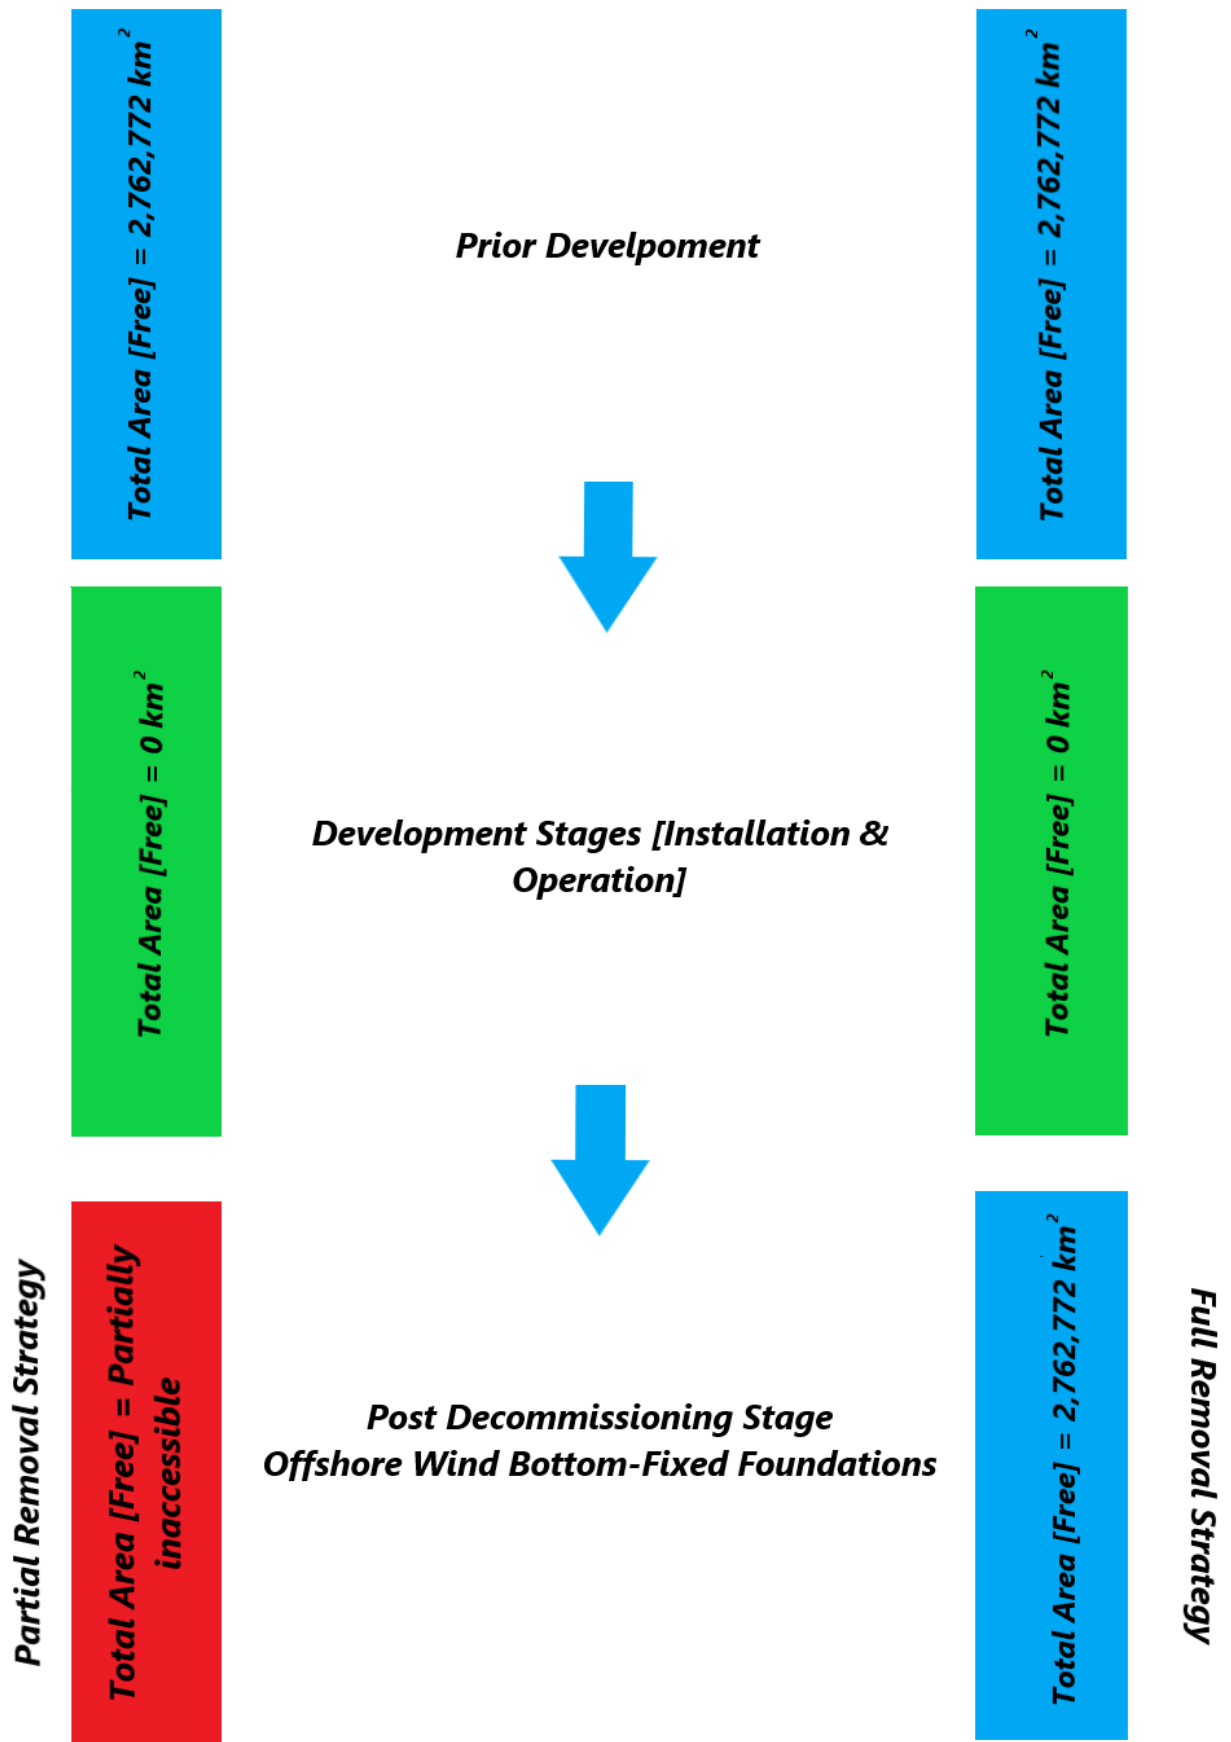 Total Area [Free] = 2,762,772 km²
Prior Develpoment
Total Area [Free] = 2,762,772 km²
Total Area [Free] = 0 km²
Development Stages [Installation &
Operation]
Total Area [Free] = 0 km²
Partial Removal Strategy
Total Area [Free] = Partially
inaccessible
Post Decommissioning Stage
Offshore Wind Bottom-Fixed Foundations
Total Area [Free] = 2,762,772 km²
Full Removal Strategy